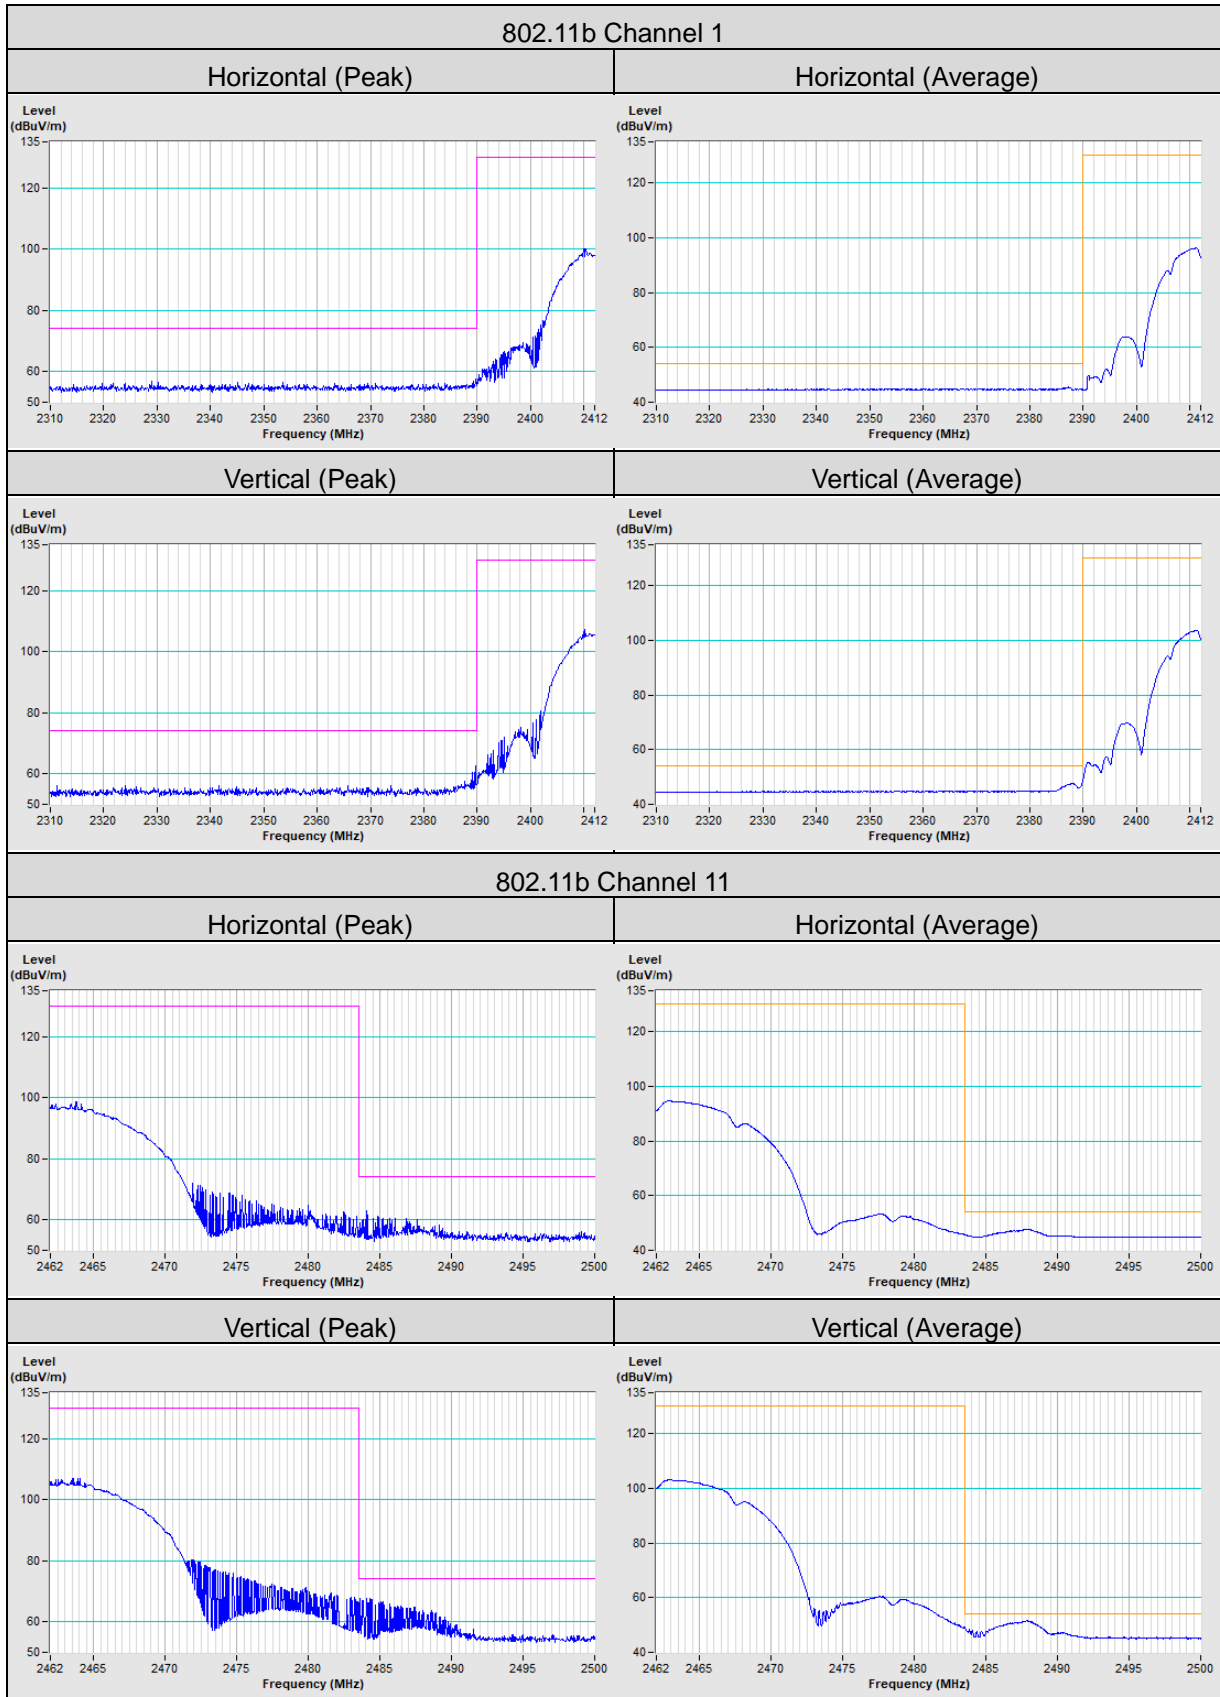 802.11b Channel 1
Horizontal (Peak)
Horizontal (Average)
Level
(dBuV/m)
135
120
100
80
60
50
2310 2320 2330 2340 2350 2360 2370 2380 2390 2400 2412
Frequency (MHz)
Level
(dBuV/m)
135
120
100
80
60
40
2310 2320 2330 2340 2350 2360 2370 2380 2390 2400 2412
Frequency (MHz)
Vertical (Peak)
Vertical (Average)
Level
(dBuV/m)
135
120
100
80
60
50
2310 2320 2330 2340 2350 2360 2370 2380 2390 2400 2412
Frequency (MHz)
Level
(dBuV/m)
135
120
100
80
60
40
2310 2320 2330 2340 2350 2360 2370 2380 2390 2400 2412
Frequency (MHz)
802.11b Channel 11
Horizontal (Peak)
Horizontal (Average)
Level
(dBuV/m)
135
120
100
80
60
50
2462 2465 2470 2475 2480 2485 2490 2495 2500
Frequency (MHz)
Level
(dBuV/m)
135
120
100
80
60
40
2462 2465 2470 2475 2480 2485 2490 2495 2500
Frequency (MHz)
Vertical (Peak)
Vertical (Average)
Level
(dBuV/m)
135
120
100
80
60
50
2462 2465 2470 2475 2480 2485 2490 2495 2500
Frequency (MHz)
Level
(dBuV/m)
135
120
100
80
60
40
2462 2465 2470 2475 2480 2485 2490 2495 2500
Frequency (MHz)